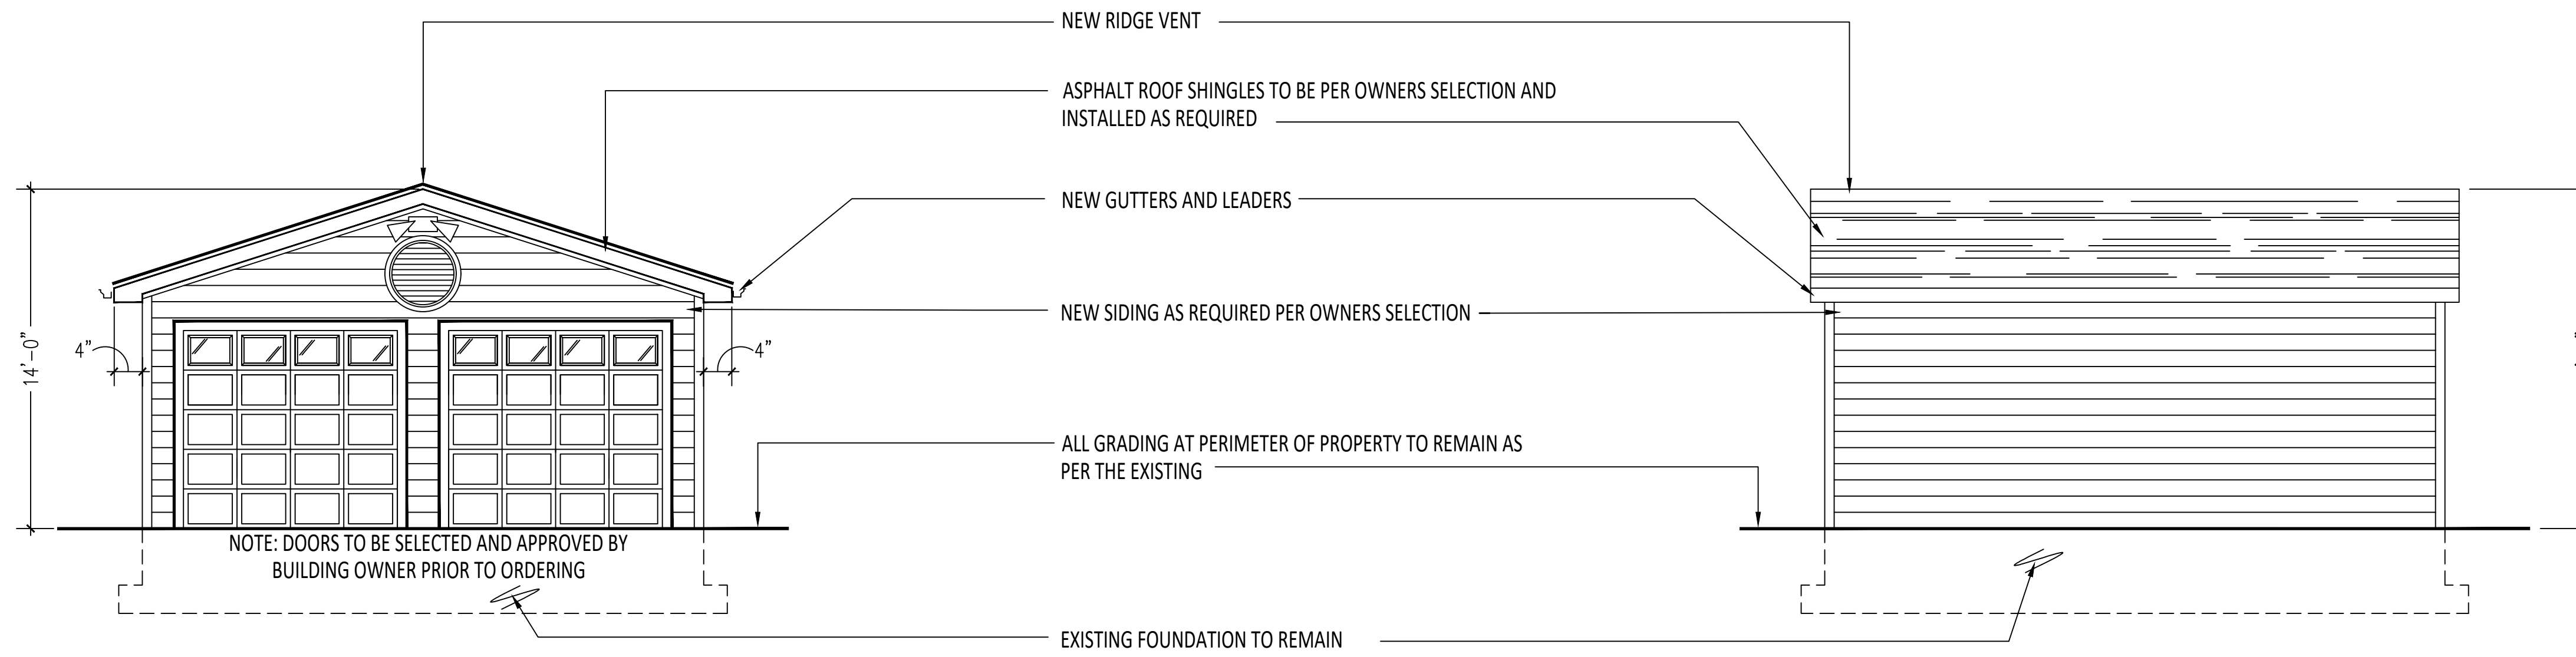 NEW RIDGE VENT
ASPHALT ROOF SHINGLES TO BE PER OWNERS SELECTION AND
INSTALLED AS REQUIRED
NEW GUTTERS AND LEADERS
NEW SIDING AS REQUIRED PER OWNERS SELECTION
14'-0"
4"
4"
ALL GRADING AT PERIMETER OF PROPERTY TO REMAIN AS
PER THE EXISTING
NOTE: DOORS TO BE SELECTED AND APPROVED BY
BUILDING OWNER PRIOR TO ORDERING
EXISTING FOUNDATION TO REMAIN